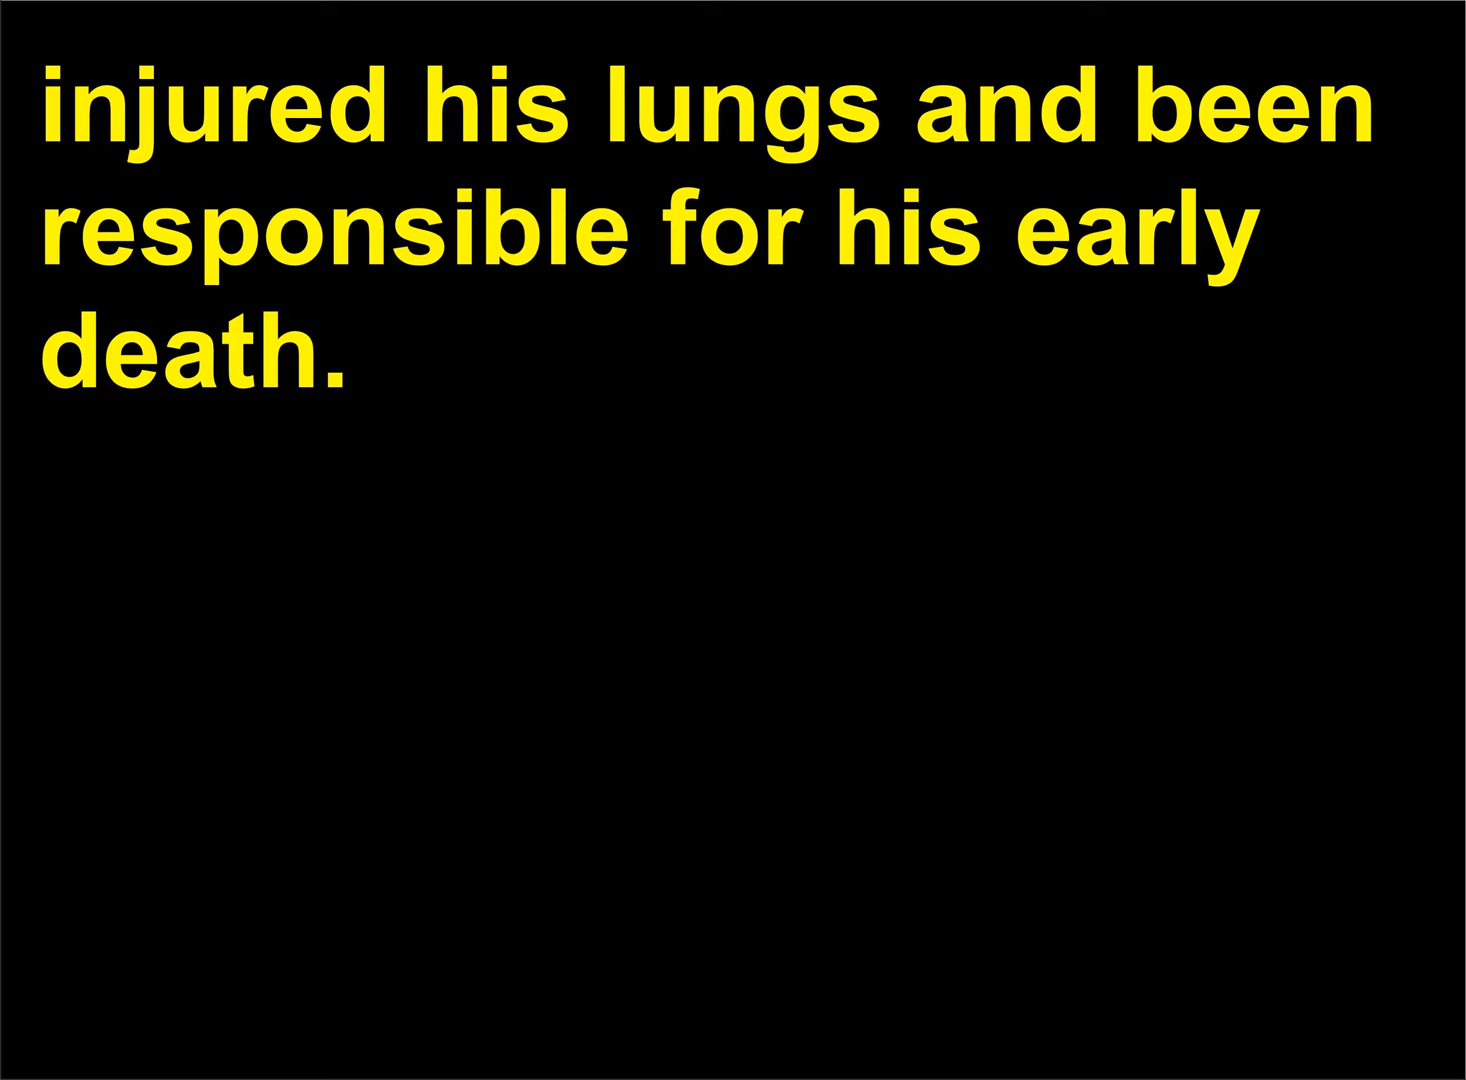 injured his lungs and been
responsible for his early
death.